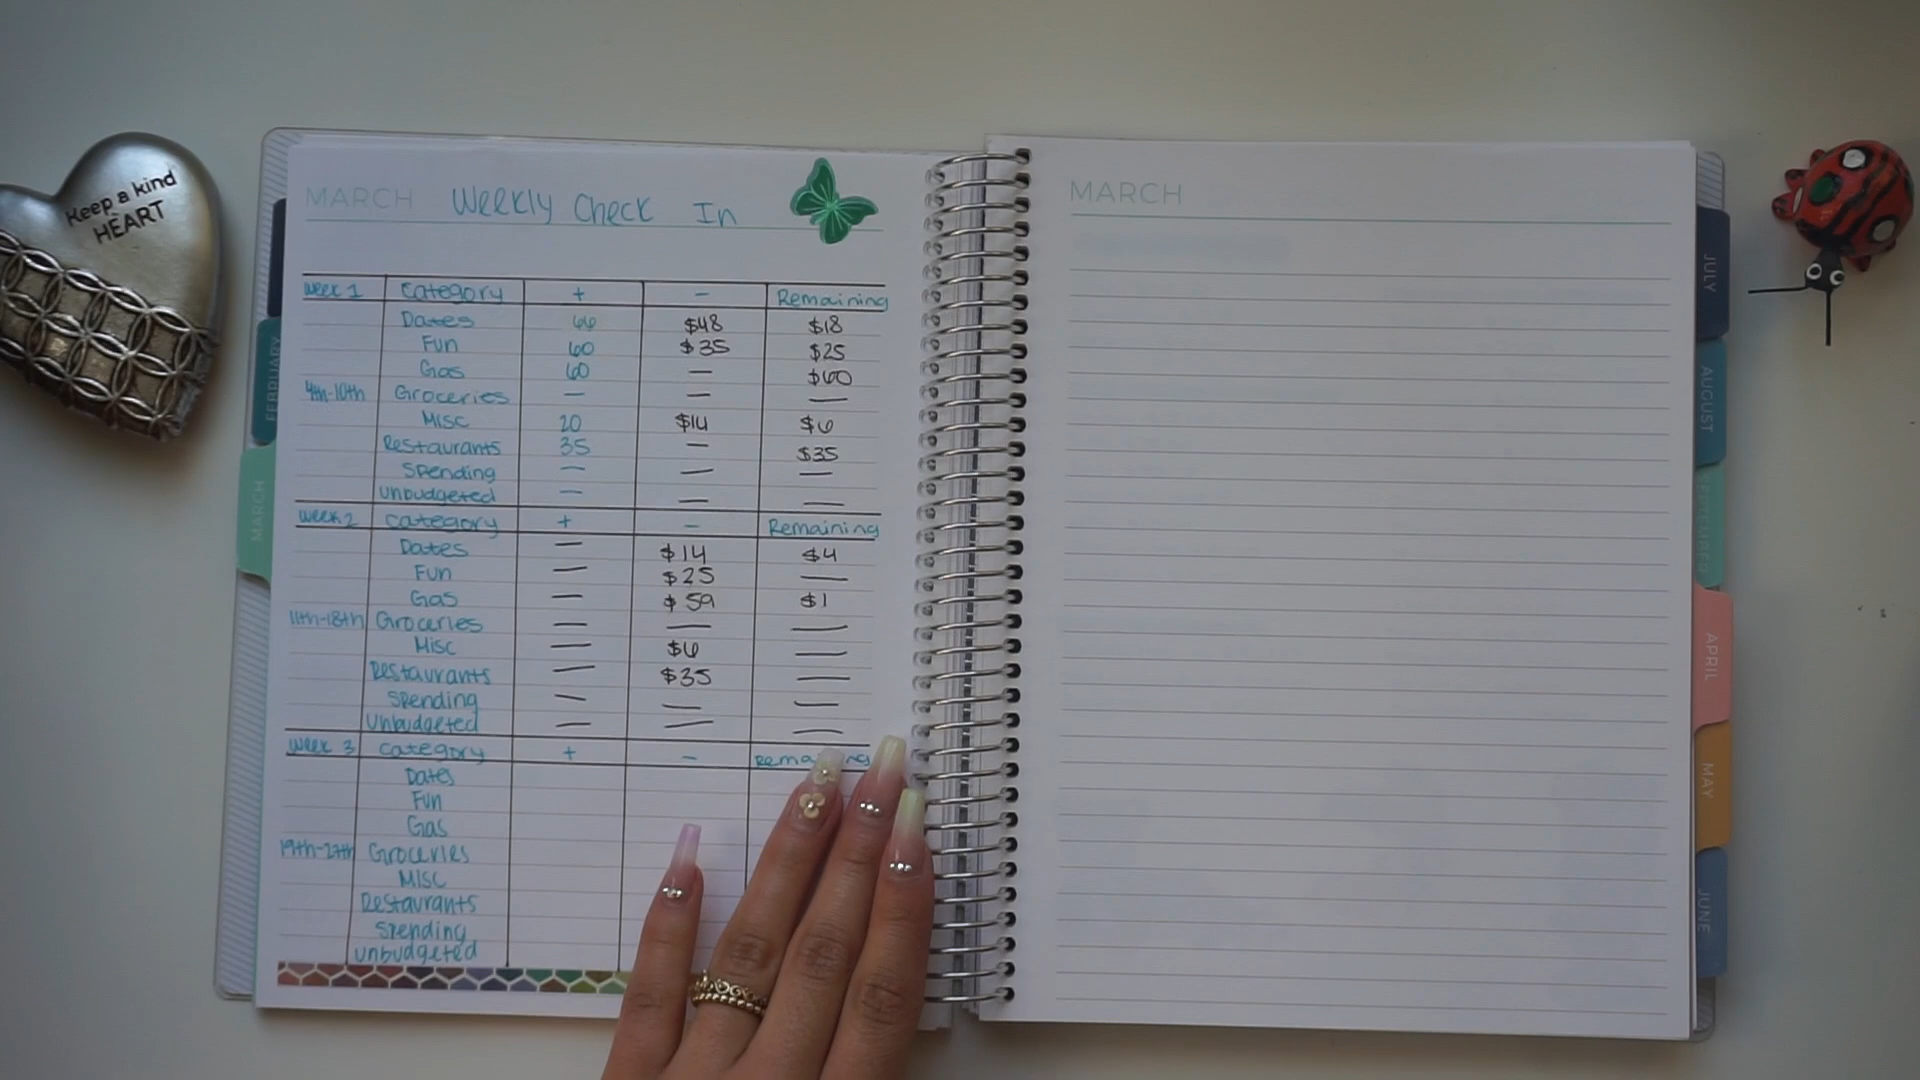 Keep a kind
HEART
MARCH Weekly Check In
Week 1 Category + − Remaining
Dates 66 $48 $18
Fun 60 $35 $25
Gas 60 — $60
4th-10th Groceries — — —
Misc 20 $14 $6
Restaurants 35 — $35
Spending — — —
Unbudgeted — — —
Week 2 Category + − Remaining
Dates — $14 $4
Fun — $25 —
Gas — $59 $1
11th-18th Groceries — — —
Misc — $6 —
Restaurants — $35 —
Spending — — —
Unbudgeted — — —
Week 3 Category + −
Dates
Fun
Gas
19th-27th Groceries
Misc
Restaurants
Spending
Unbudgeted
MARCH
FEBRUARY
MARCH
JULY
AUGUST
SEPTEMBER
APRIL
MAY
JUNE